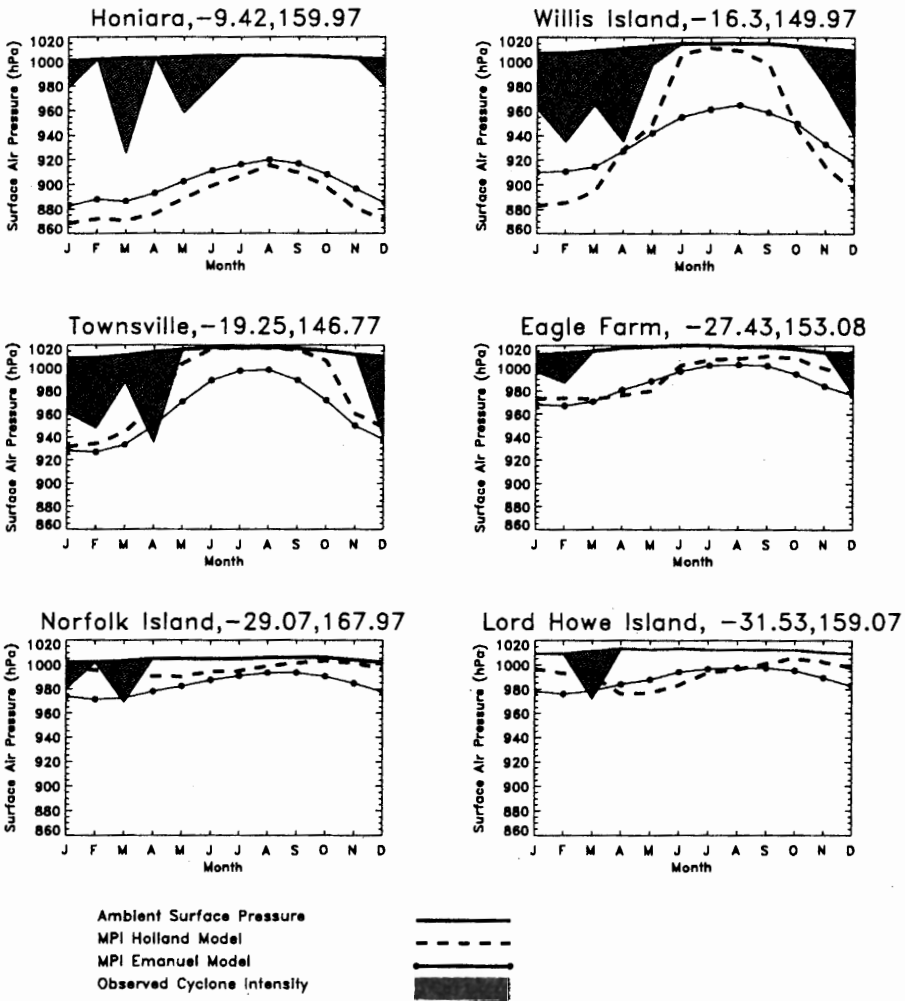 Honiara,-9.42,159.97
Surface Air Pressure (hPa)
1020
1000
980
960
940
920
900
880
860
J F M A M J J A S O N D
Month
Willis Island,-16.3,149.97
Surface Air Pressure (hPa)
1020
1000
980
960
940
920
900
880
860
J F M A M J J A S O N D
Month
Townsville,-19.25,146.77
Surface Air Pressure (hPa)
1020
1000
980
960
940
920
900
880
860
J F M A M J J A S O N D
Month
Eagle Farm, -27.43,153.08
Surface Air Pressure (hPa)
1020
1000
980
960
940
920
900
880
860
J F M A M J J A S O N D
Month
Norfolk Island,-29.07,167.97
Surface Air Pressure (hPa)
1020
1000
980
960
940
920
900
880
860
J F M A M J J A S O N D
Month
Lord Howe Island, -31.53,159.07
Surface Air Pressure (hPa)
1020
1000
980
960
940
920
900
880
860
J F M A M J J A S O N D
Month
Ambient Surface Pressure
MPI Holland Model
MPI Emanuel Model
Observed Cyclone Intensity